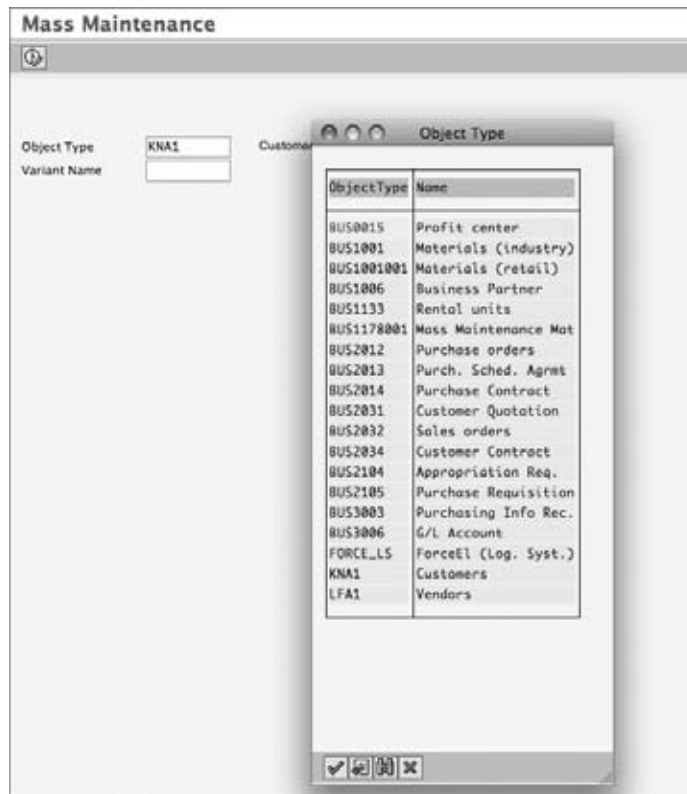 Mass Maintenance
Object Type KNA1 Customer
Variant Name
Object Type
ObjectType Name
BUS0015 Profit center
BUS1001 Materials (industry)
BUS1001001 Materials (retail)
BUS1006 Business Partner
BUS1133 Rental units
BUS1178001 Mass Maintenance Mat
BUS2012 Purchase orders
BUS2013 Purch. Sched. Agrmt
BUS2014 Purchase Contract
BUS2031 Customer Quotation
BUS2032 Sales orders
BUS2034 Customer Contract
BUS2104 Appropriation Req.
BUS2105 Purchase Requisition
BUS3003 Purchasing Info Rec.
BUS3006 G/L Account
FORCE_LS ForceEl (Log. Syst.)
KNA1 Customers
LFA1 Vendors